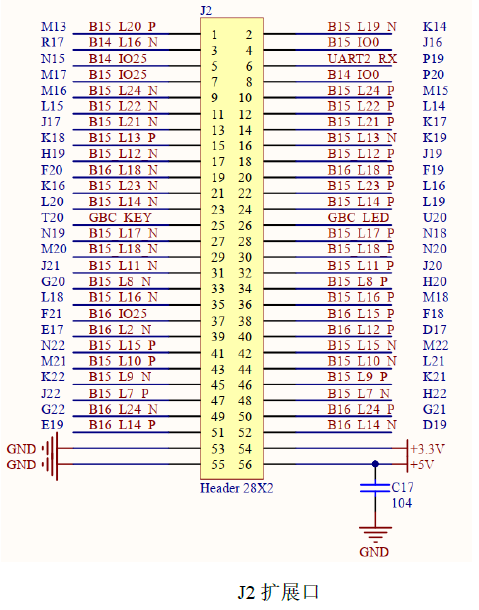 J2
M13 B15_L20_P 1 2 B15_L19_N K14
R17 B14_L16_N 3 4 B15_IO0 J16
N15 B14_IO25 5 6 UART2_RX P19
M17 B15_IO25 7 8 B14_IO0 P20
M16 B15_L24_N 9 10 B15_L24_P M15
L15 B15_L22_N 11 12 B15_L22_P L14
J17 B15_L21_N 13 14 B15_L21_P K17
K18 B15_L13_P 15 16 B15_L13_N K19
H19 B15_L12_N 17 18 B15_L12_P J19
F20 B16_L18_N 19 20 B16_L18_P F19
K16 B15_L23_N 21 22 B15_L23_P L16
L20 B15_L14_N 23 24 B15_L14_P L19
T20 GBC_KEY 25 26 GBC_LED U20
N19 B15_L17_N 27 28 B15_L17_P N18
M20 B15_L18_N 29 30 B15_L18_P N20
J21 B15_L11_N 31 32 B15_L11_P J20
G20 B15_L8_N 33 34 B15_L8_P H20
L18 B15_L16_N 35 36 B15_L16_P M18
F21 B16_IO25 37 38 B16_L15_P F18
E17 B16_L2_N 39 40 B16_L12_P D17
N22 B15_L15_P 41 42 B15_L15_N M22
M21 B15_L10_P 43 44 B15_L10_N L21
K22 B15_L9_N 45 46 B15_L9_P K21
J22 B15_L7_P 47 48 B15_L7_N H22
G22 B16_L24_N 49 50 B16_L24_P G21
E19 B16_L14_P 51 52 B16_L14_N D19
GND 53 54 +3.3V
GND 55 56 +5V
Header 28X2
C17
104
GND
J2 扩展口